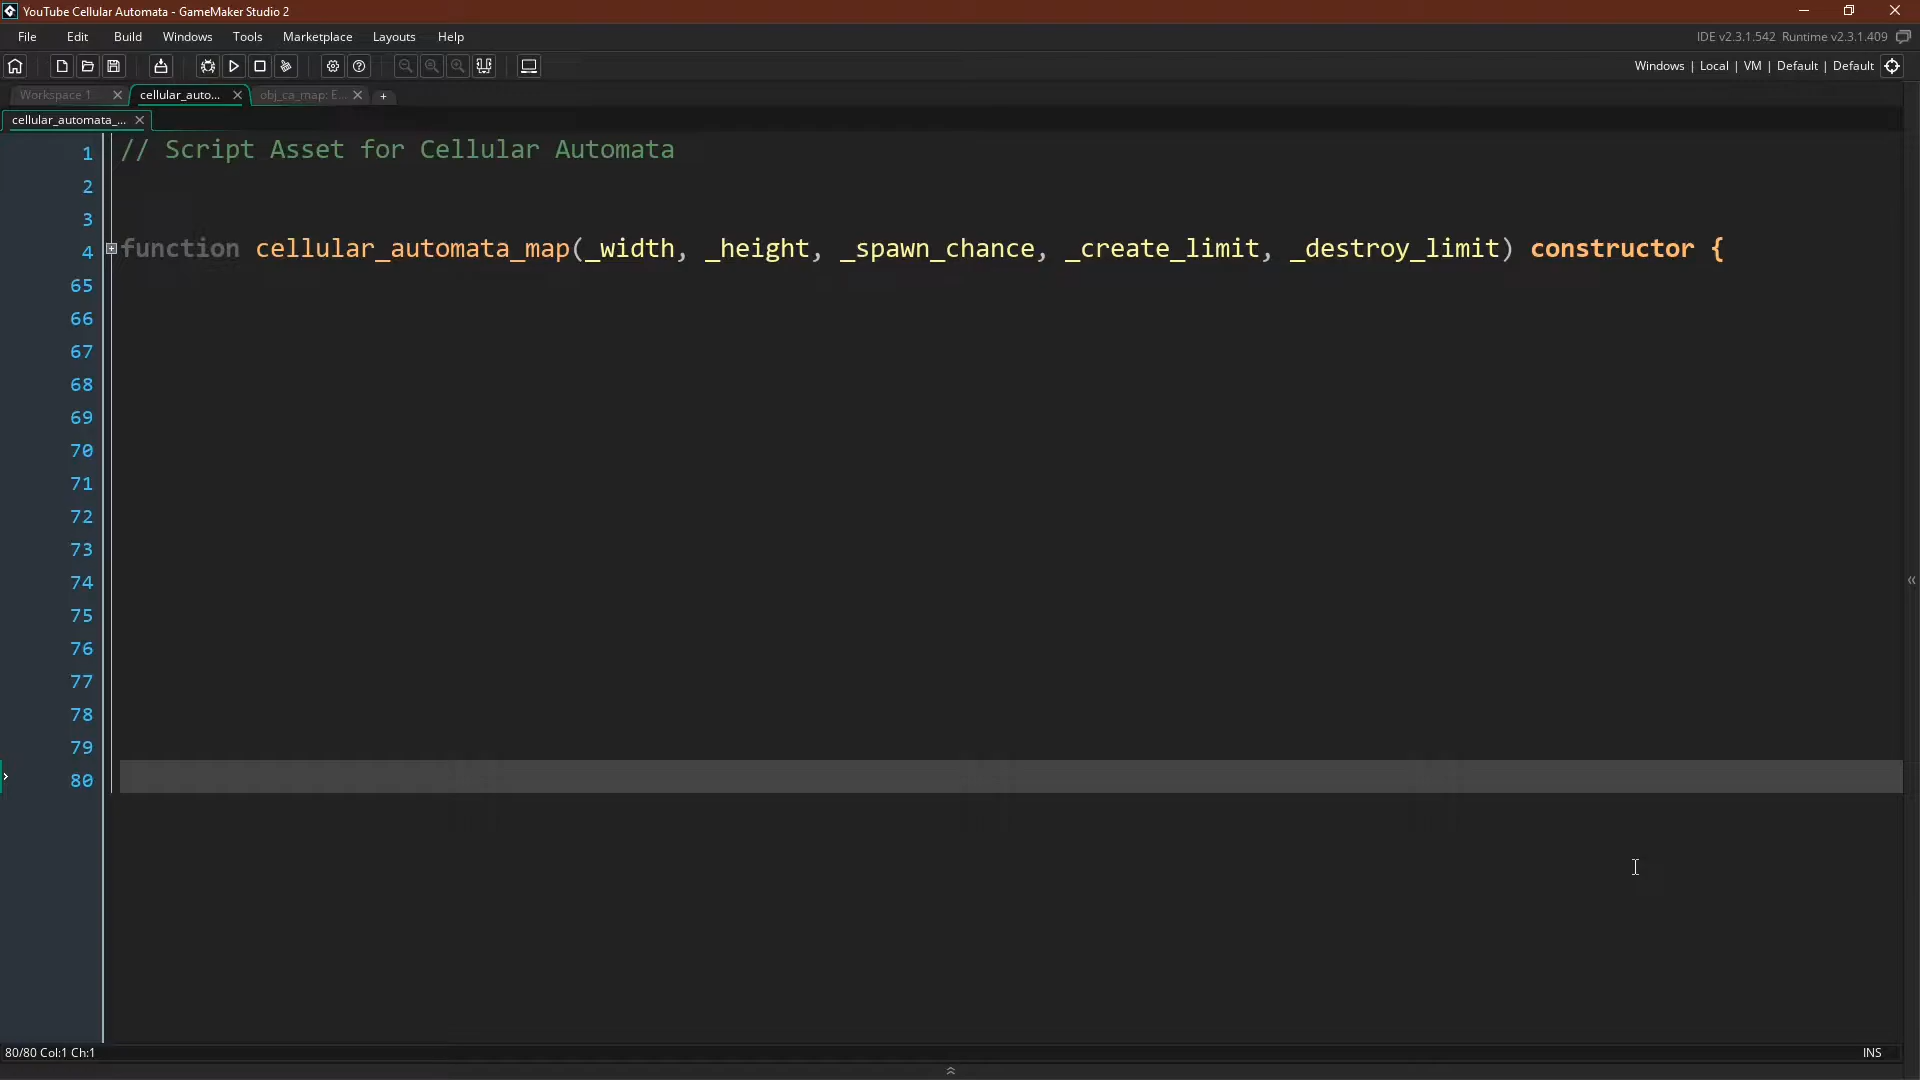 YouTube Cellular Automata - GameMaker Studio 2
File Edit Build Windows Tools Marketplace Layouts Help
IDE v2.3.1.542 Runtime v2.3.1.409
Windows | Local | VM | Default | Default
Workspace 1 cellular_auto... obj_ca_map: E... +
cellular_automata_...
1 // Script Asset for Cellular Automata
2
3
4 function cellular_automata_map(_width, _height, _spawn_chance, _create_limit, _destroy_limit) constructor {
65
66
67
68
69
70
71
72
73
74
75
76
77
78
79
80
80/80 Col:1 Ch:1
INS